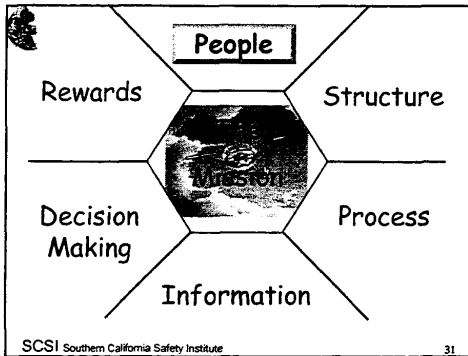 People
Rewards
Structure
Mission
Decision
Making
Process
Information
SCSI Southern California Safety Institute
31